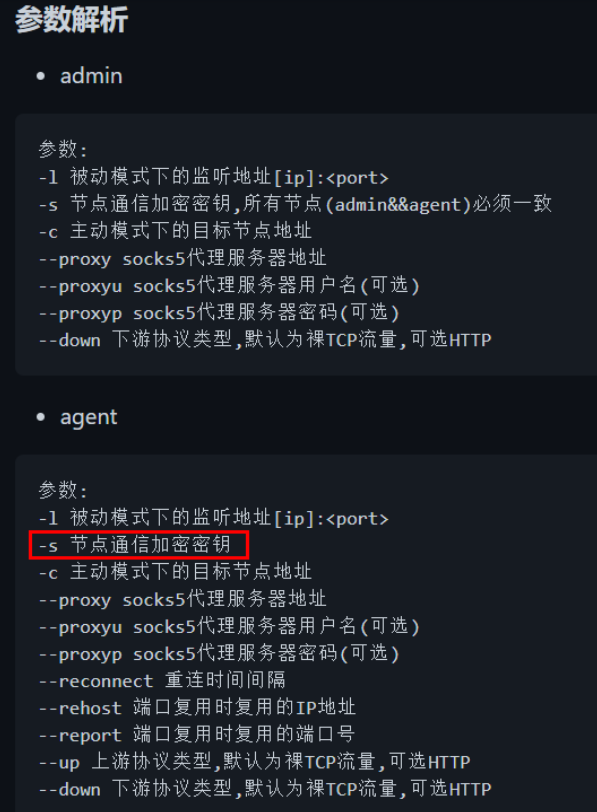 参数解析
• admin
参数:
-l 被动模式下的监听地址[ip]:<port>
-s 节点通信加密密钥,所有节点(admin&&agent)必须一致
-c 主动模式下的目标节点地址
--proxy socks5代理服务器地址
--proxyu socks5代理服务器用户名(可选)
--proxyp socks5代理服务器密码(可选)
--down 下游协议类型,默认为裸TCP流量,可选HTTP
• agent
参数:
-l 被动模式下的监听地址[ip]:<port>
-s 节点通信加密密钥
-c 主动模式下的目标节点地址
--proxy socks5代理服务器地址
--proxyu socks5代理服务器用户名(可选)
--proxyp socks5代理服务器密码(可选)
--reconnect 重连时间间隔
--rehost 端口复用时复用的IP地址
--report 端口复用时复用的端口号
--up 上游协议类型,默认为裸TCP流量,可选HTTP
--down 下游协议类型,默认为裸TCP流量,可选HTTP